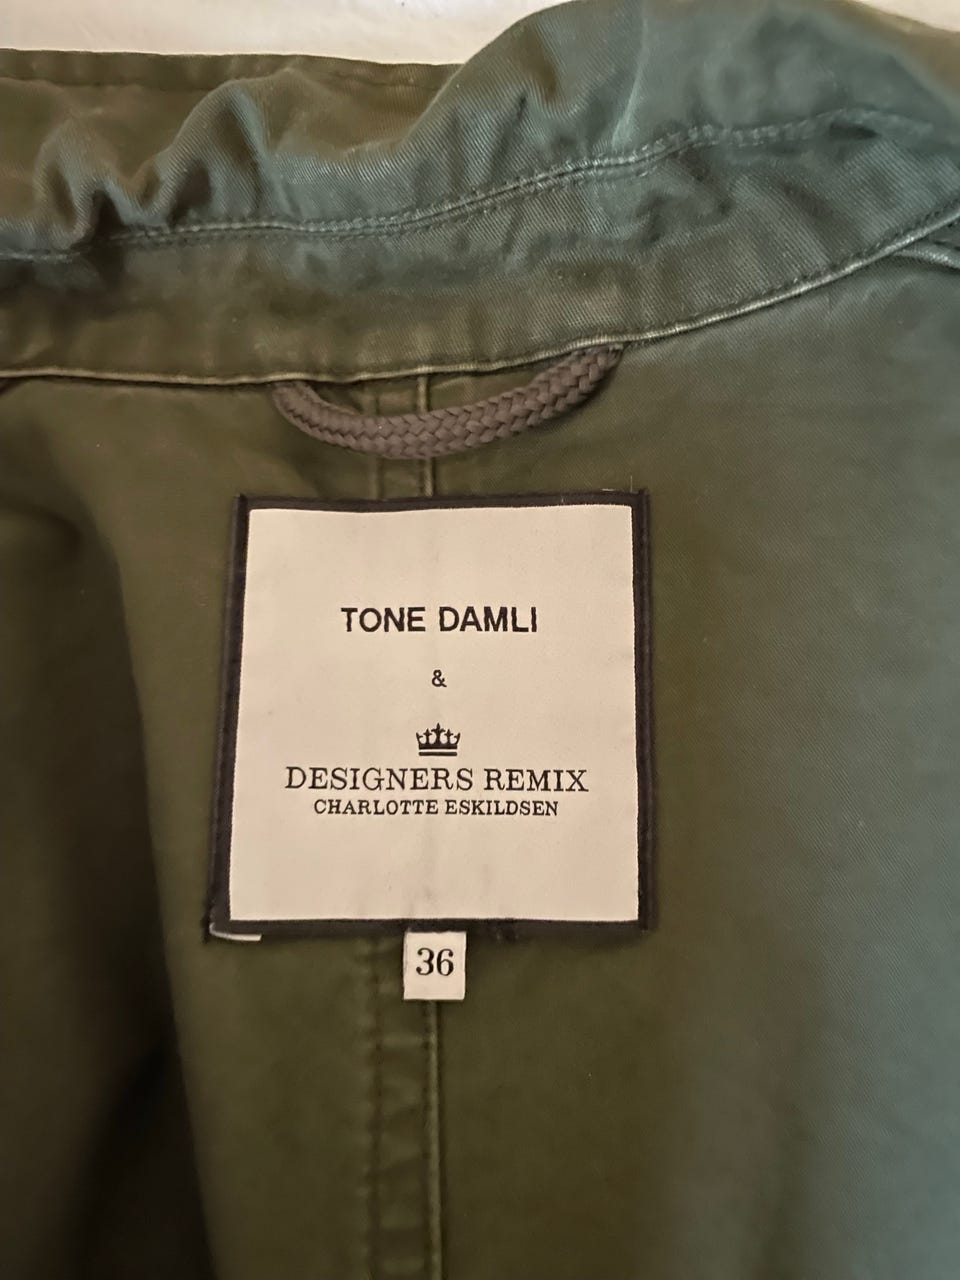 TONE DAMLI
&
DESIGNERS REMIX
CHARLOTTE ESKILDSEN
36